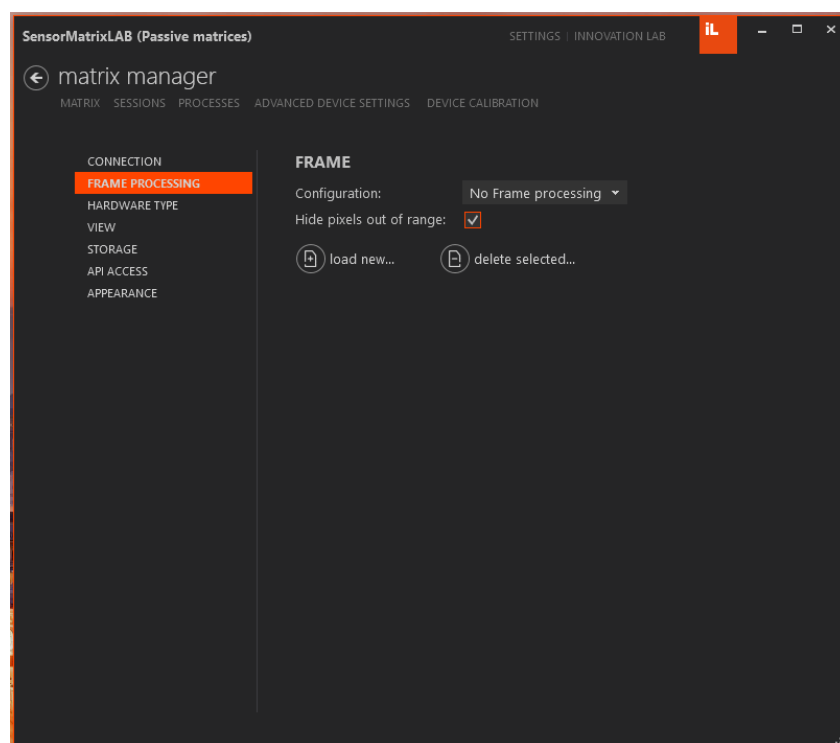 SensorMatrixLAB (Passive matrices)
SETTINGS | INNOVATION LAB
iL
matrix manager
MATRIX SESSIONS PROCESSES ADVANCED DEVICE SETTINGS DEVICE CALIBRATION
CONNECTION
FRAME PROCESSING
HARDWARE TYPE
VIEW
STORAGE
API ACCESS
APPEARANCE
FRAME
Configuration: No Frame processing
Hide pixels out of range:
load new... delete selected...